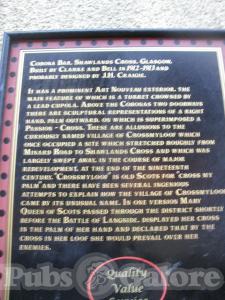 Corona Bar, Shawlands Cross, Glasgow.
Built by Clarke and Bell in 1912-1913 and
probably designed by J.H. Craigie.
It has a prominent Art Nouveau exterior, the
main feature of which is a turret crowned by
a lead cupola. Above the Coronas two doorways
there are sculptural representations of a right
hand, palm outward, on which is superimposed a
Passion - Cross. These are allusions to the
curiously named village of Crossmyloof which
once occupied a site which stretched roughly from
Minard Road to Shawlands Cross and which was
largely swept away, in the course of major
redevelopment, at the end of the nineteenth
century. "Crossmyloof" is old Scots for "cross my
palm" and there have been several ingenious
attempts to explain how the village of Crossmyloof
came by its unusual name. In one version Mary
Queen of Scots passed through the district shortly
before the Battle of Langside, displayed her cross
in the palm of her hand and declared that by the
cross in her loof she would prevail over her
enemies.
Quality
Value
Service